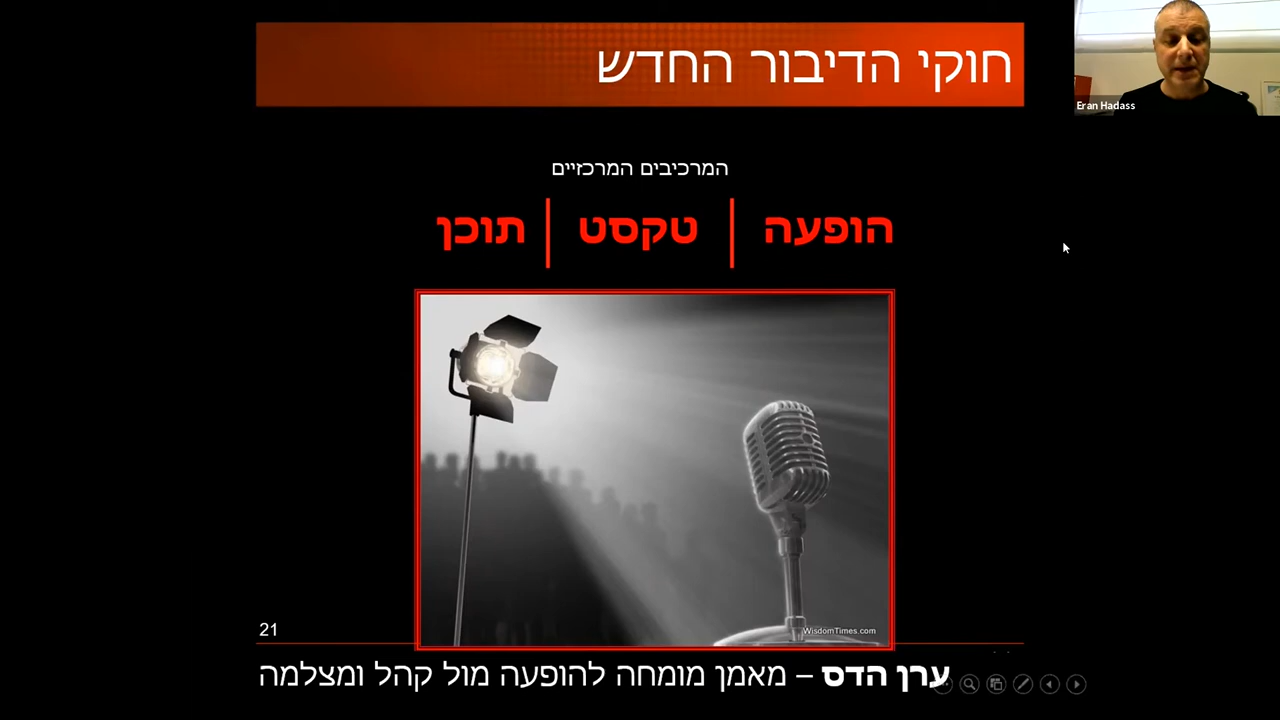 חוקי הדיבור החדש
Eran Hadass
המרכיבים המרכזיים
הופעה | טקסט | תוכן
WisdomTimes.com
21
ערן הדס – מאמן מומחה להופעה מול קהל ומצלמה